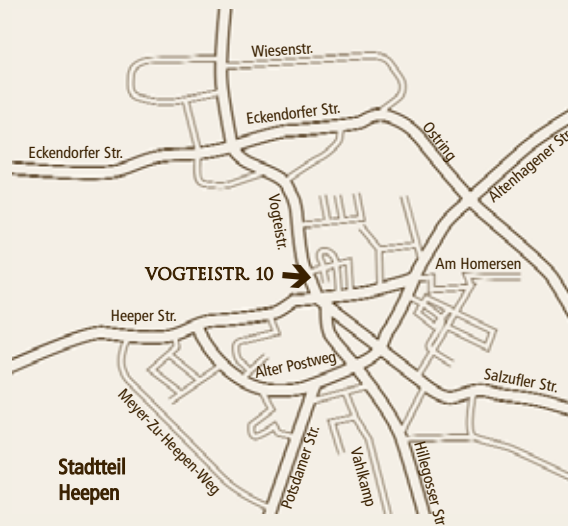 Wiesenstr.
Eckendorfer Str.
Ostring
Altenhagener Str.
Eckendorfer Str.
Vogteistr.
Am Homersen
VOGTEISTR. 10
Heeper Str.
Alter Postweg
Salzufler Str.
Meyer-Zu-Heepen-Weg
Potsdamer Str.
Vahlkamp
Hillegosser Str
Stadtteil
Heepen